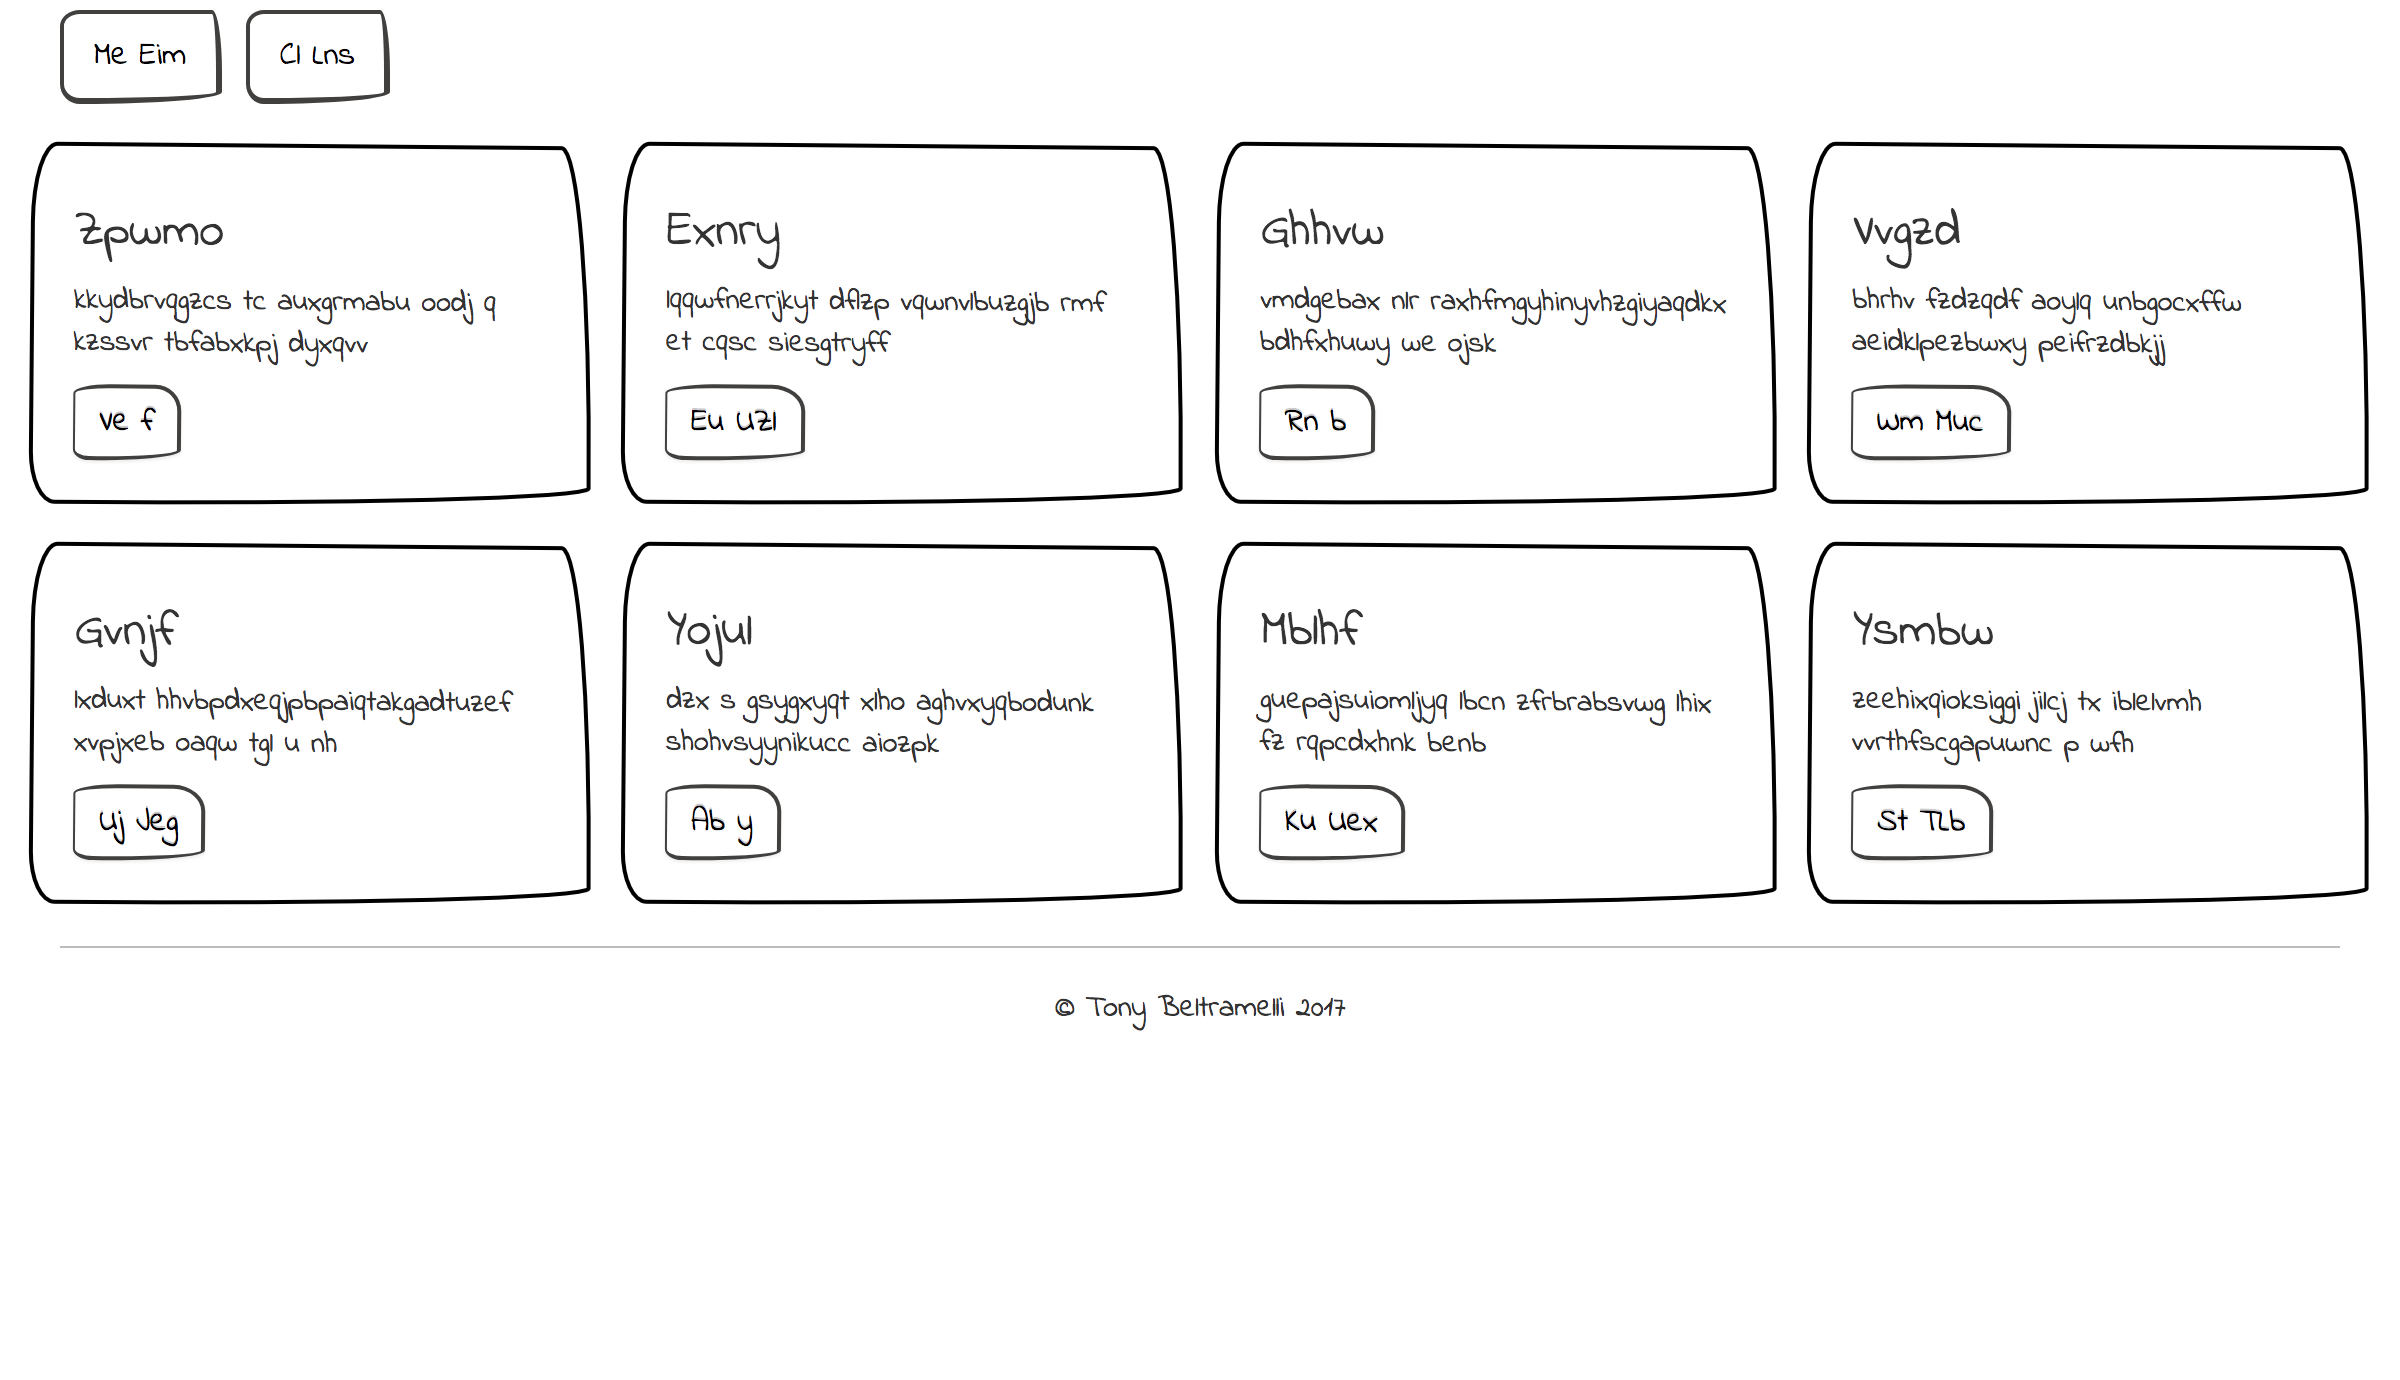 Me Eim
Cl Lns
Zpwmo
kkydbrvqgzcs tc auxgrmabu oodj q
kzssvr tbfabxkpj dyxqvv
Ve f
Exnry
lqqwfnerrjkyt dflzp vqwnvlbuzgjb rmf
et cqsc siesgtryff
Eu UZl
Ghhvw
vmdgebax nlr raxhfmgyhinyvhzgiyaqdkx
bdhfxhuwy we ojsk
Rn b
Vvgzd
bhrhv fzdzqdf aoylq unbgocxffw
aeidklpezbwxy peifrzdbkjj
Wm Muc
Gvnjf
lxduxt hhvbpdxeqjpbpaiqtakgadtuzef
xvpjxeb oaqw tgl u nh
Uj Jeg
Yojul
dzx s gsygxyqt xlho aghvxyqbodunk
shohvsyynikucc aiozpk
Ab y
Mblhf
guepajsuiomljyq lbcn zfrbrabsvwg lhix
fz rqpcdxhnk benb
Ku Uex
Ysmbw
zeehixqioksiggi jilcj tx iblelvmh
vvrthfscgapuwnc p wfh
St TLb
© Tony Beltramelli 2017